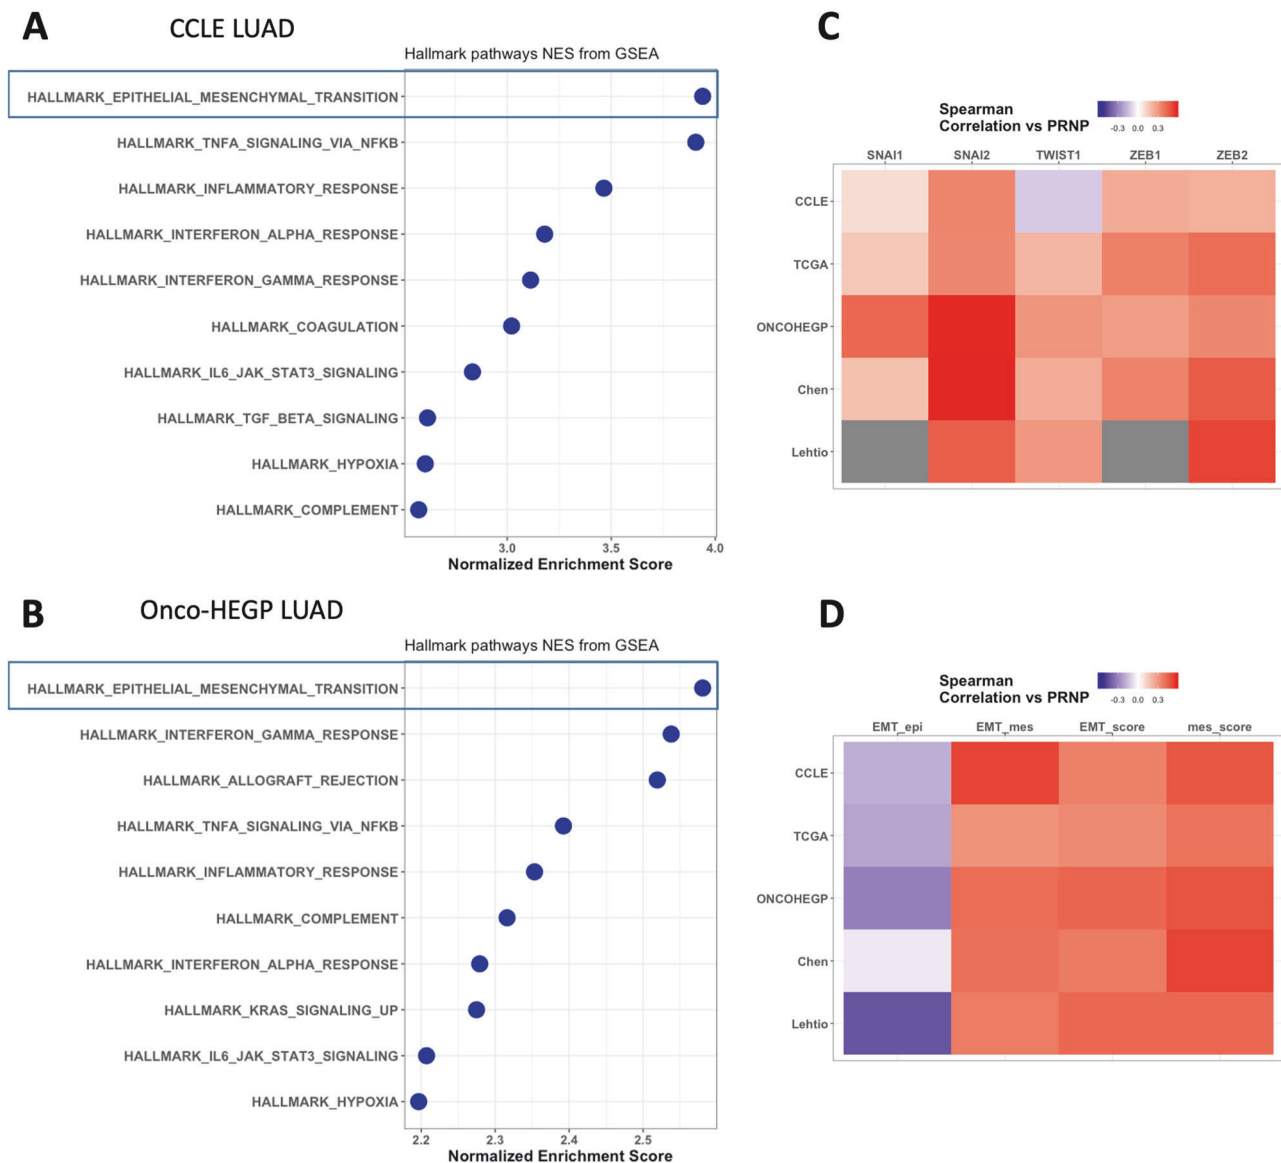 A
CCLE LUAD
Hallmark pathways NES from GSEA
HALLMARK_EPITHELIAL_MESENCHYMAL_TRANSITION
HALLMARK_TNFA_SIGNALING_VIA_NFKB
HALLMARK_INFLAMMATORY_RESPONSE
HALLMARK_INTERFERON_ALPHA_RESPONSE
HALLMARK_INTERFERON_GAMMA_RESPONSE
HALLMARK_COAGULATION
HALLMARK_IL6_JAK_STAT3_SIGNALING
HALLMARK_TGF_BETA_SIGNALING
HALLMARK_HYPOXIA
HALLMARK_COMPLEMENT
3.0 3.5 4.0
Normalized Enrichment Score
B
Onco-HEGP LUAD
Hallmark pathways NES from GSEA
HALLMARK_EPITHELIAL_MESENCHYMAL_TRANSITION
HALLMARK_INTERFERON_GAMMA_RESPONSE
HALLMARK_ALLOGRAFT_REJECTION
HALLMARK_TNFA_SIGNALING_VIA_NFKB
HALLMARK_INFLAMMATORY_RESPONSE
HALLMARK_COMPLEMENT
HALLMARK_INTERFERON_ALPHA_RESPONSE
HALLMARK_KRAS_SIGNALING_UP
HALLMARK_IL6_JAK_STAT3_SIGNALING
HALLMARK_HYPOXIA
2.2 2.3 2.4 2.5
Normalized Enrichment Score
C
Spearman
Correlation vs PRNP
-0.3 0.0 0.3
SNAI1 SNAI2 TWIST1 ZEB1 ZEB2
CCLE
TCGA
ONCOHEGP
Chen
Lehtio
D
Spearman
Correlation vs PRNP
-0.3 0.0 0.3
EMT_epi EMT_mes EMT_score mes_score
CCLE
TCGA
ONCOHEGP
Chen
Lehtio